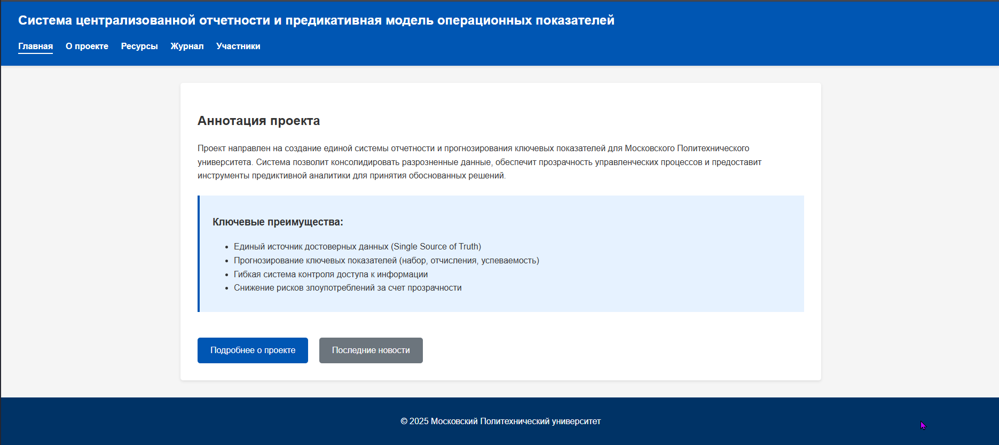 Система централизованной отчетности и предикативная модель операционных показателей
Главная О проекте Ресурсы Журнал Участники
Аннотация проекта
Проект направлен на создание единой системы отчетности и прогнозирования ключевых показателей для Московского Политехнического
университета. Система позволит консолидировать разрозненные данные, обеспечит прозрачность управленческих процессов и предоставит
инструменты предиктивной аналитики для принятия обоснованных решений.
Ключевые преимущества:
• Единый источник достоверных данных (Single Source of Truth)
• Прогнозирование ключевых показателей (набор, отчисления, успеваемость)
• Гибкая система контроля доступа к информации
• Снижение рисков злоупотреблений за счет прозрачности
Подробнее о проекте Последние новости
© 2025 Московский Политехнический университет